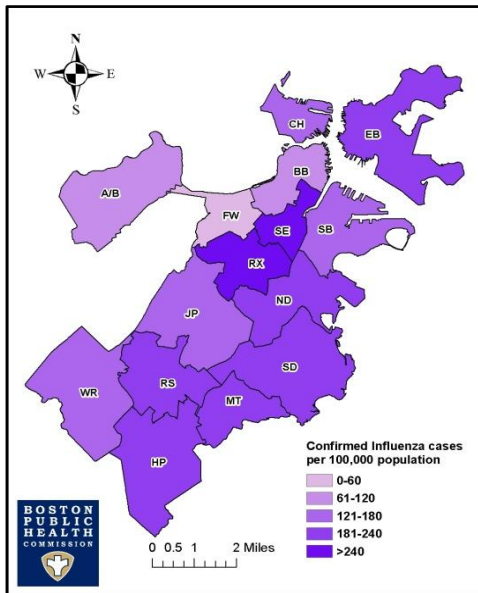 N
W E
S
CH
EB
BB
A/B
FW
SE
SB
RX
ND
JP
SD
RS
WR
MT
HP
Confirmed Influenza cases
per 100,000 population
0-60
61-120
121-180
181-240
>240
BOSTON
PUBLIC
HEALTH
COMMISSION
0 0.5 1 2 Miles